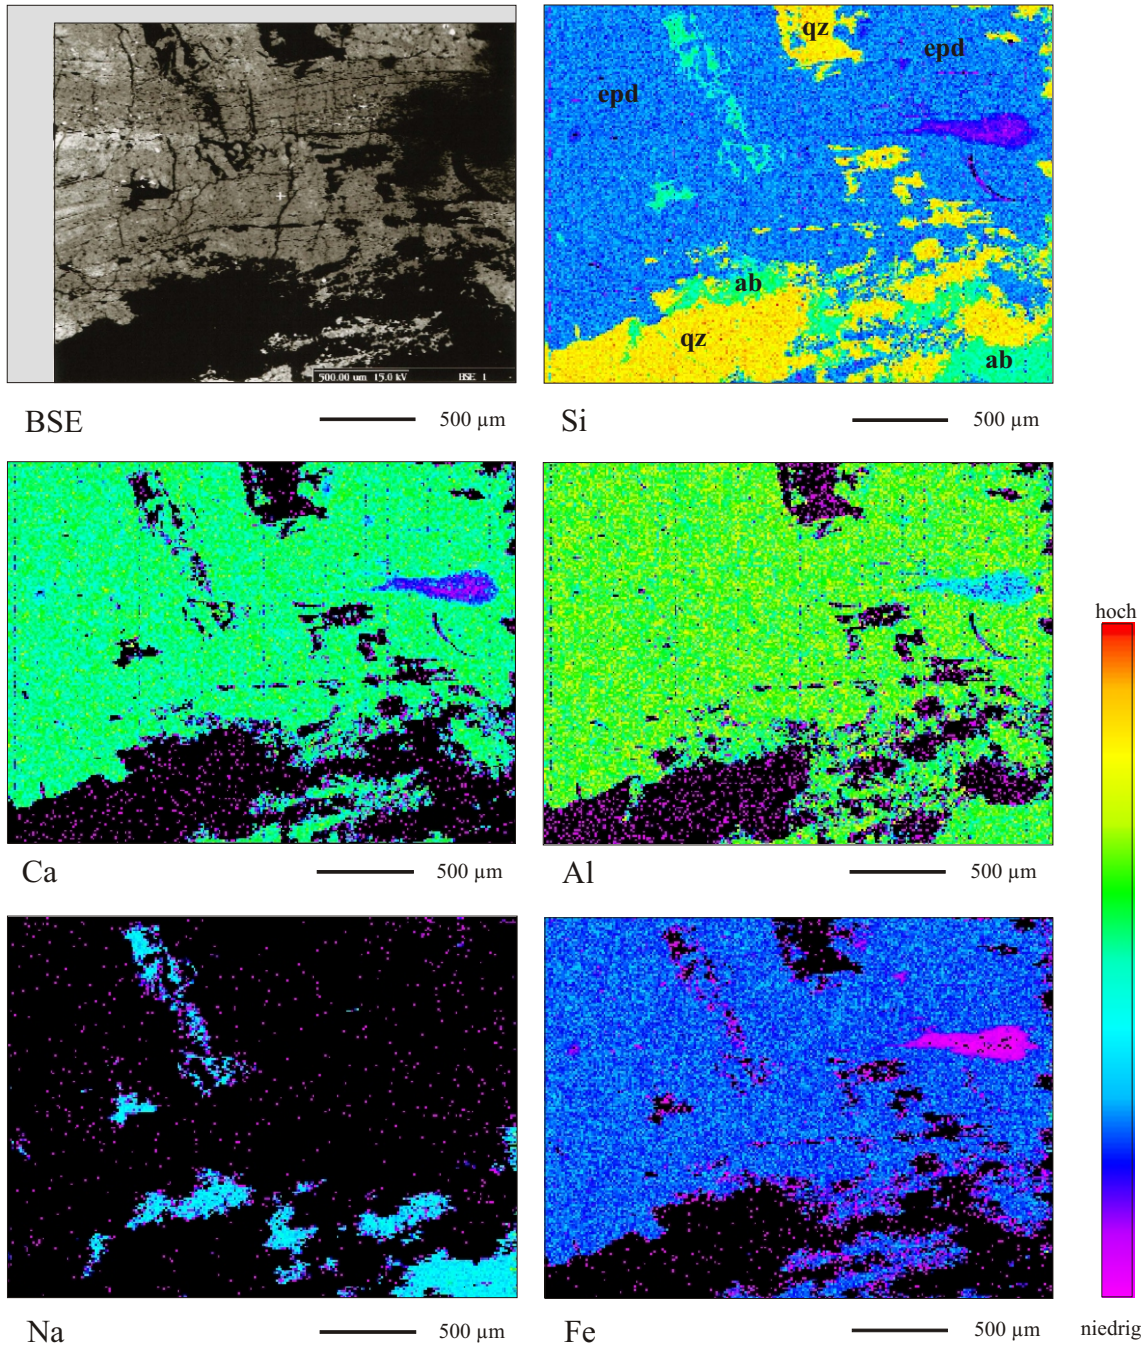 qz
epd
epd
ab
qz
ab
500.00 um 15.0 kV BSE 1
BSE 500 µm
Si 500 µm
Ca 500 µm
Al 500 µm
hoch
Na 500 µm
Fe 500 µm
niedrig